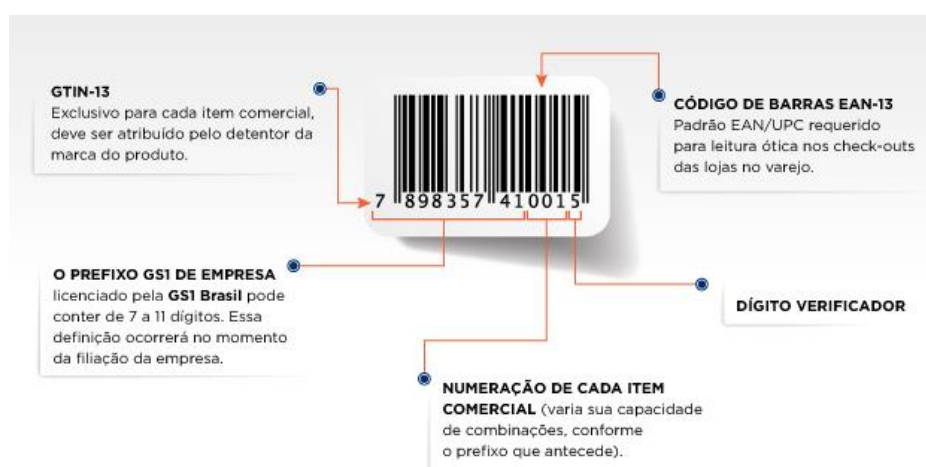 GTIN-13
Exclusivo para cada item comercial,
deve ser atribuído pelo detentor da
marca do produto.
CÓDIGO DE BARRAS EAN-13
Padrão EAN/UPC requerido
para leitura ótica nos check-outs
das lojas no varejo.
7 898357 410015
O PREFIXO GS1 DE EMPRESA
licenciado pela GS1 Brasil pode
conter de 7 a 11 dígitos. Essa
definição ocorrerá no momento
da filiação da empresa.
DÍGITO VERIFICADOR
NUMERAÇÃO DE CADA ITEM
COMERCIAL (varia sua capacidade
de combinações, conforme
o prefixo que antecede).